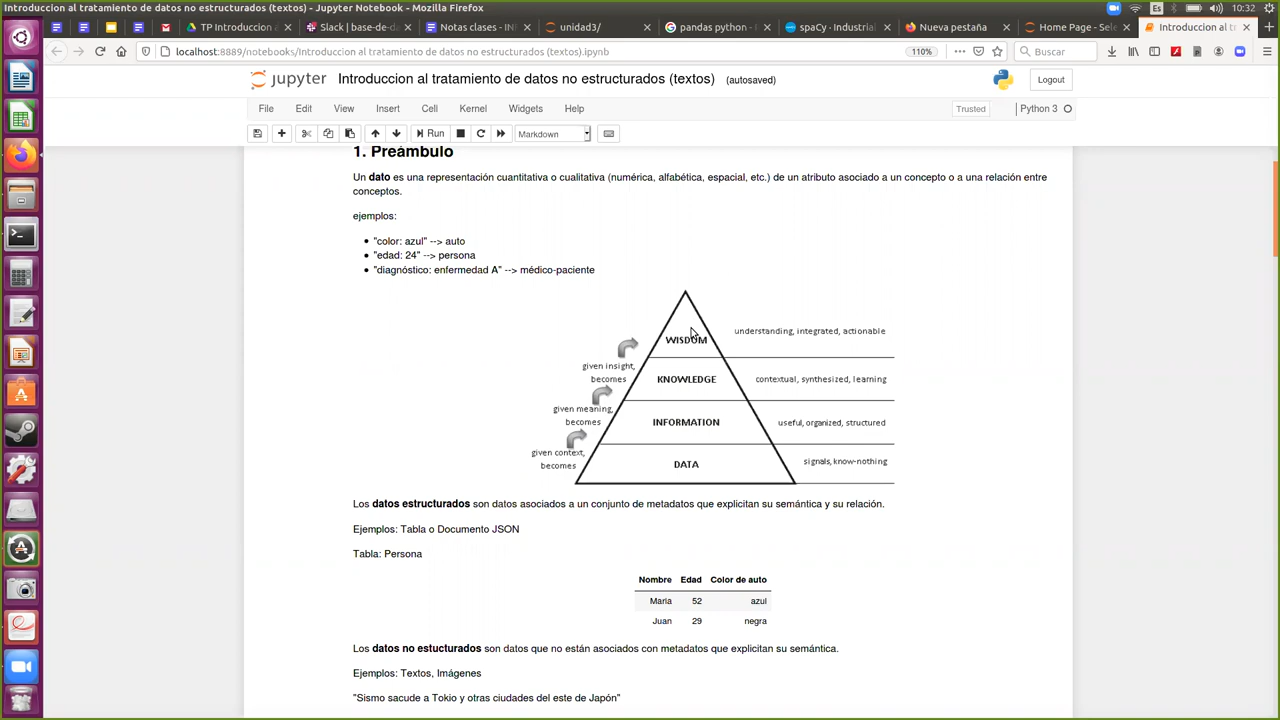 Introduccion al tratamiento de datos no estructurados (textos) - Jupyter Notebook - Mozilla Firefox
Es 10:32
TP Introduccion a Slack | base-de-da Notas clases - IN unidad3/ pandas python - spaCy · Industrial Nueva pestaña Home Page - Sele Introduccion al tr
localhost:8889/notebooks/Introduccion al tratamiento de datos no estructurados (textos).ipynb 110% Buscar
jupyter Introduccion al tratamiento de datos no estructurados (textos) (autosaved) Logout
File Edit View Insert Cell Kernel Widgets Help Trusted Python 3
Run Markdown
1. Preámbulo
Un dato es una representación cuantitativa o cualitativa (numérica, alfabética, espacial, etc.) de un atributo asociado a un concepto o a una relación entre
conceptos.
ejemplos:
"color: azul" --> auto
"edad: 24" --> persona
"diagnóstico: enfermedad A" --> médico-paciente
WISDOM understanding, integrated, actionable
given insight,
becomes
KNOWLEDGE contextual, synthesized, learning
given meaning,
becomes
INFORMATION useful, organized, structured
given context,
becomes
DATA signals, know-nothing
Los datos estructurados son datos asociados a un conjunto de metadatos que explicitan su semántica y su relación.
Ejemplos: Tabla o Documento JSON
Tabla: Persona
Nombre Edad Color de auto
Maria 52 azul
Juan 29 negra
Los datos no estucturados son datos que no están asociados con metadatos que explicitan su semántica.
Ejemplos: Textos, Imágenes
"Sismo sacude a Tokio y otras ciudades del este de Japón"